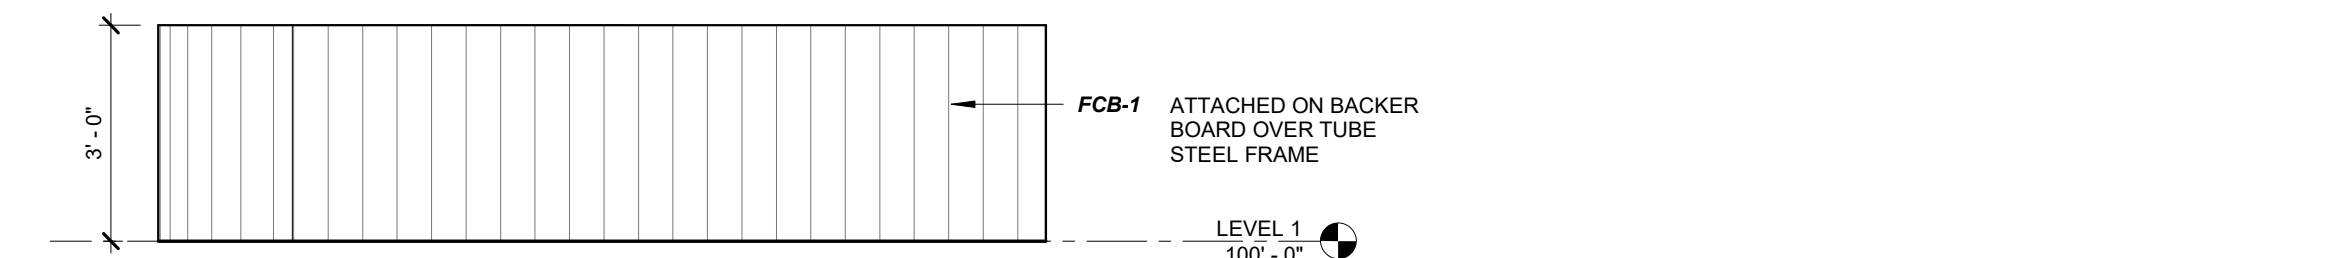 3' - 0"
FCB-1 ATTACHED ON BACKER
BOARD OVER TUBE
STEEL FRAME
LEVEL 1
100' - 0"